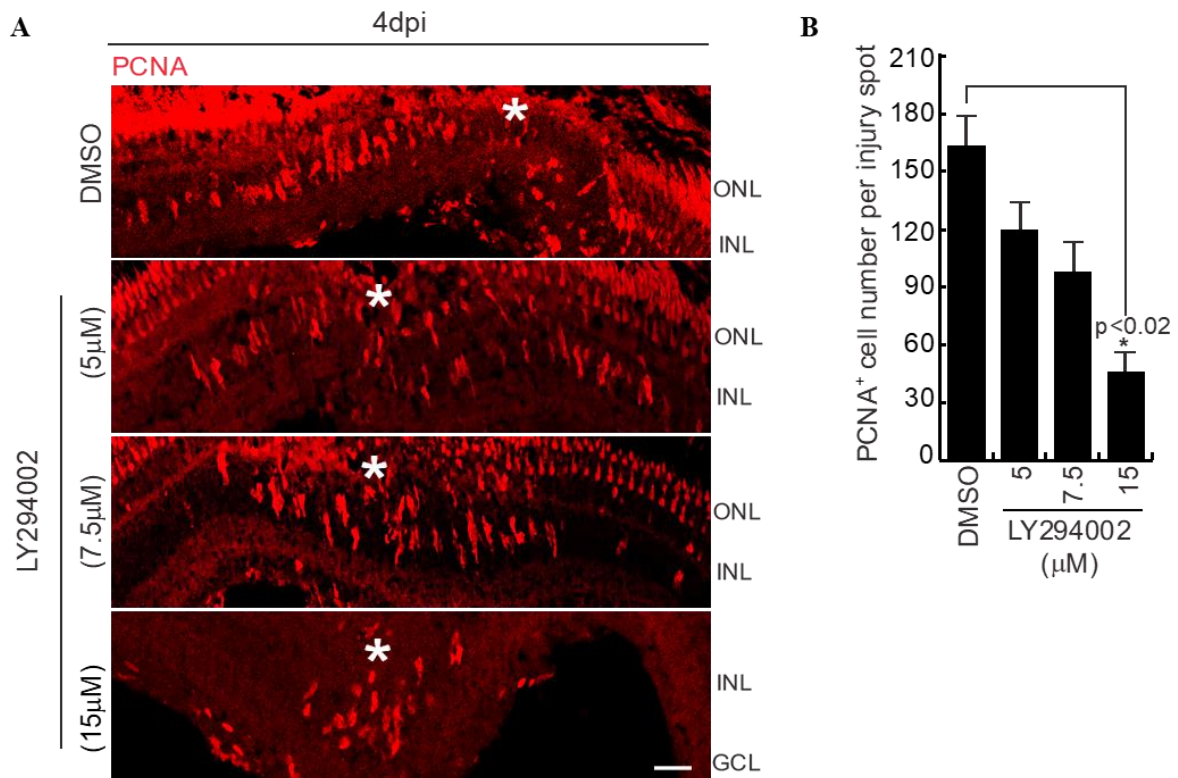 A
4dpi
PCNA
DMSO
*
ONL
INL
LY294002
(5μM)
*
ONL
INL
(7.5μM)
*
ONL
INL
(15μM)
*
INL
GCL
B
PCNA+ cell number per injury spot
210
180
150
120
90
60
30
0
p<0.02
*
DMSO
5
7.5
15
LY294002
(μM)